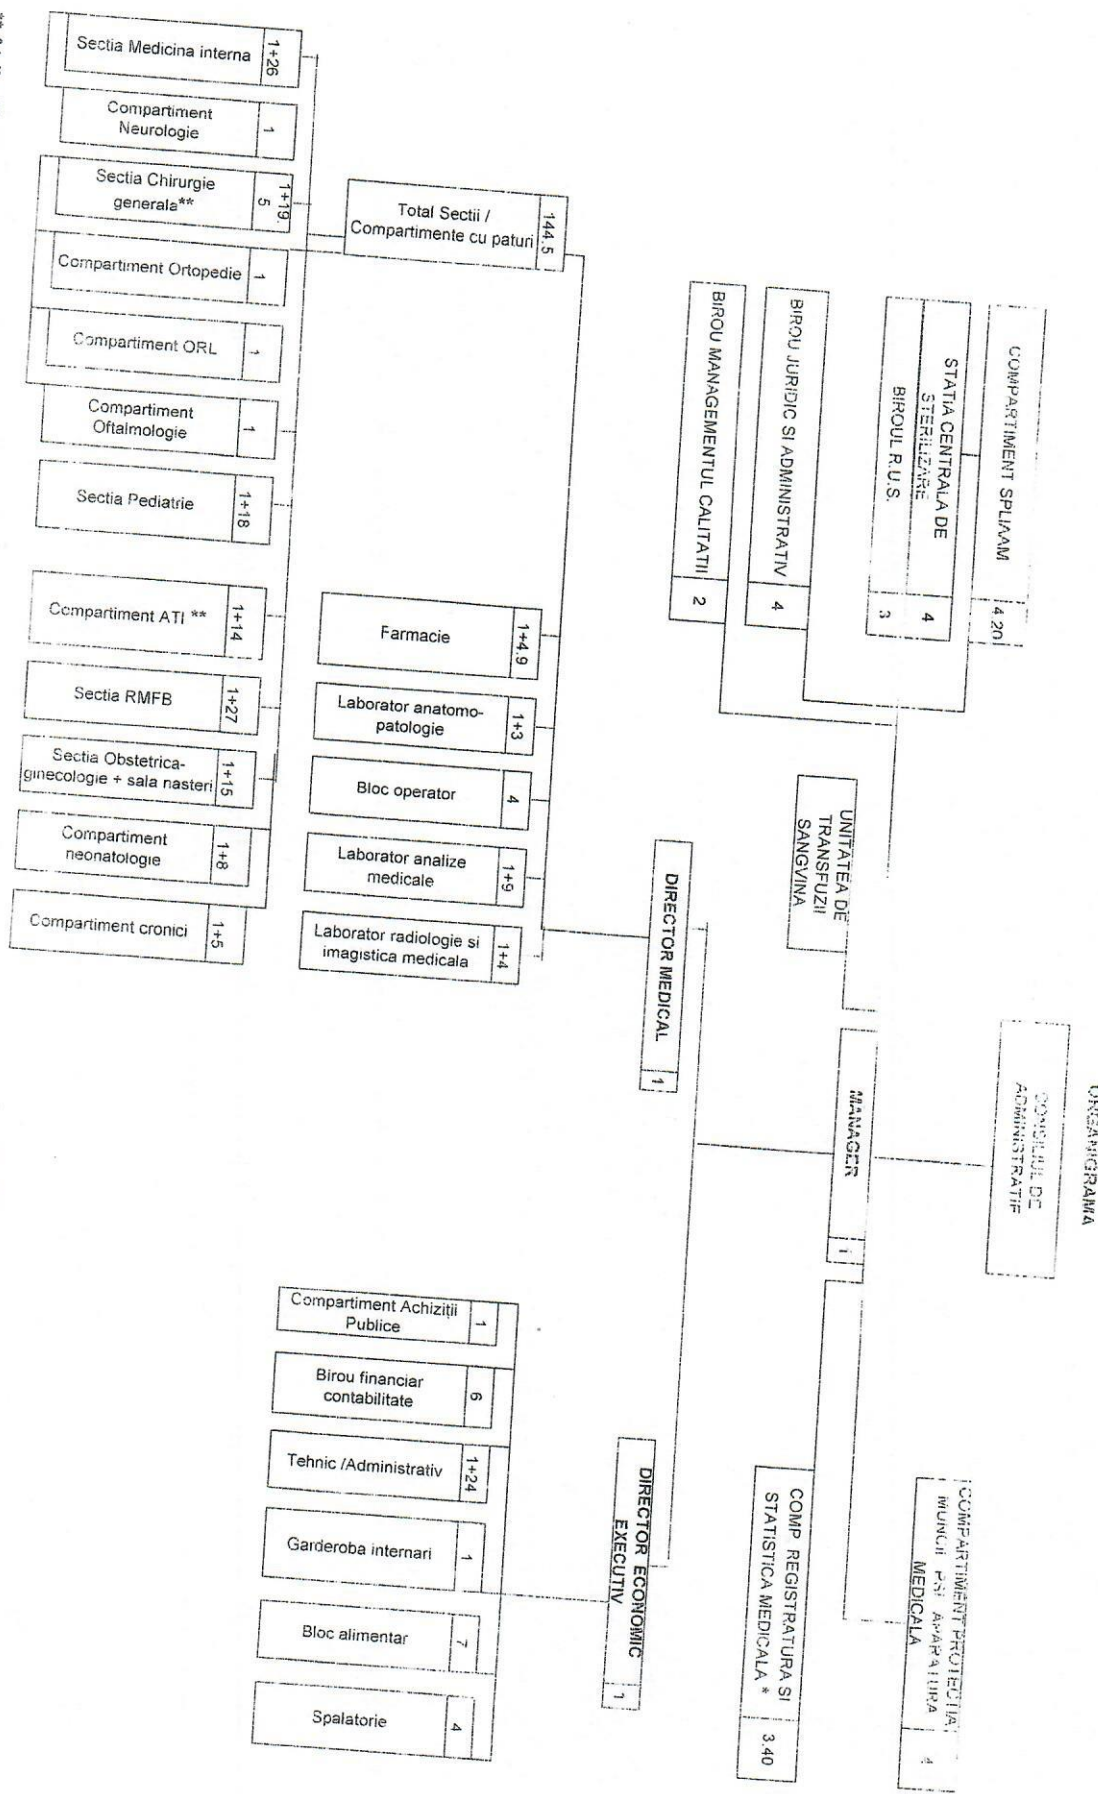 ORGANIGRAMA
CONSILIUL DE
ADMINISTRATIF
MANAGER
1
UNITATEA DE
TRANSFUZII
SANGVINA
COMPARTIMENT SPLIAAM
4.20
STATIA CENTRALA DE
STERILIZARE
4
BIROUL R.U.S.
3
BIROU JURIDIC SI ADMINISTRATIV
4
BIROU MANAGEMENTUL CALITATII
2
COMPARTIMENT PROTECTIA
MUNCII PSI APARATURA
MEDICALA
4
COMP REGISTRATURA SI
STATISTICA MEDICALA *
3.40
DIRECTOR MEDICAL
1
DIRECTOR ECONOMIC
EXECUTIV
1
144.5
Total Sectii /
Compartimente cu paturi
1+4.9
Farmacie
1+3
Laborator anatomo-
patologie
4
Bloc operator
1+9
Laborator analize
medicale
1+4
Laborator radiologie si
imagistica medicala
1+26
Sectia Medicina interna
1
Compartiment
Neurologie
1+19.
5
Sectia Chirurgie
generala**
1
Compartiment Ortopedie
1
Compartiment ORL
1
Compartiment
Oftalmologie
1+18
Sectia Pediatrie
1+14
Compartiment ATI **
1+27
Sectia RMFB
1+15
Sectia Obstetrica-
ginecologie + sala nasteri
1+8
Compartiment
neonatologie
1+5
Compartiment cronici
1
Compartiment Achiziții
Publice
6
Birou financiar
contabilitate
1+24
Tehnic /Administrativ
1
Garderoba internari
7
Bloc alimentar
4
Spalatorie